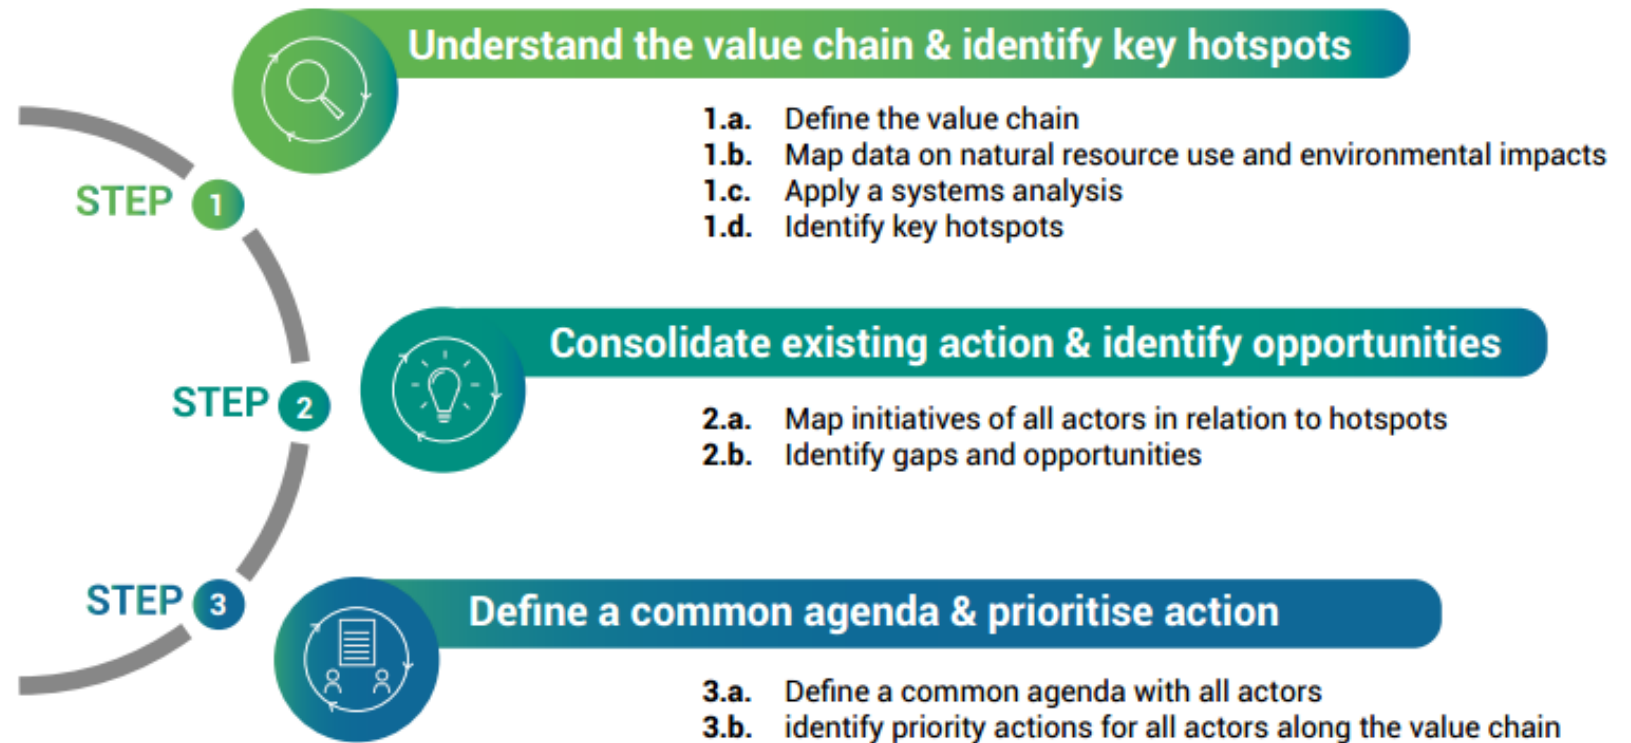 Understand the value chain & identify key hotspots
1.a. Define the value chain
1.b. Map data on natural resource use and environmental impacts
1.c. Apply a systems analysis
1.d. Identify key hotspots
STEP 1
Consolidate existing action & identify opportunities
2.a. Map initiatives of all actors in relation to hotspots
2.b. Identify gaps and opportunities
STEP 2
Define a common agenda & prioritise action
3.a. Define a common agenda with all actors
3.b. identify priority actions for all actors along the value chain
STEP 3